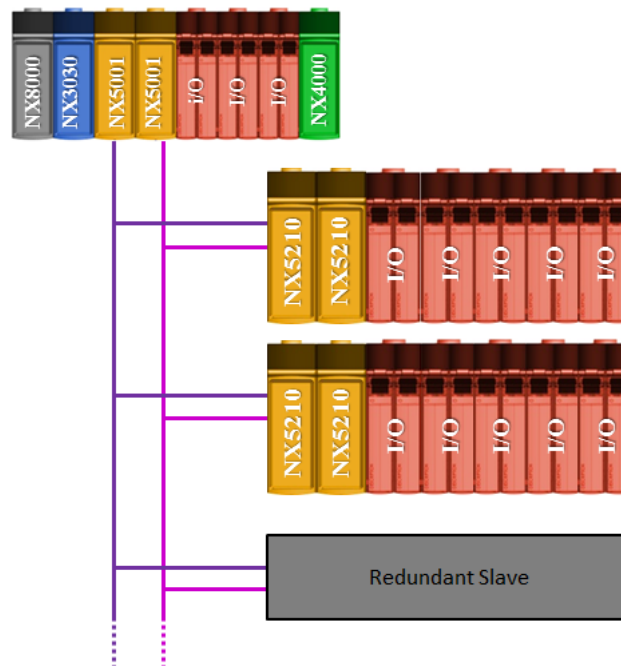 NX8000
NX3030
NX5001
NX5001
i/O
I/O
I/O
NX4000
NX5210
NX5210
I/O
I/O
I/O
I/O
I/O
NX5210
NX5210
I/O
I/O
I/O
I/O
I/O
Redundant Slave